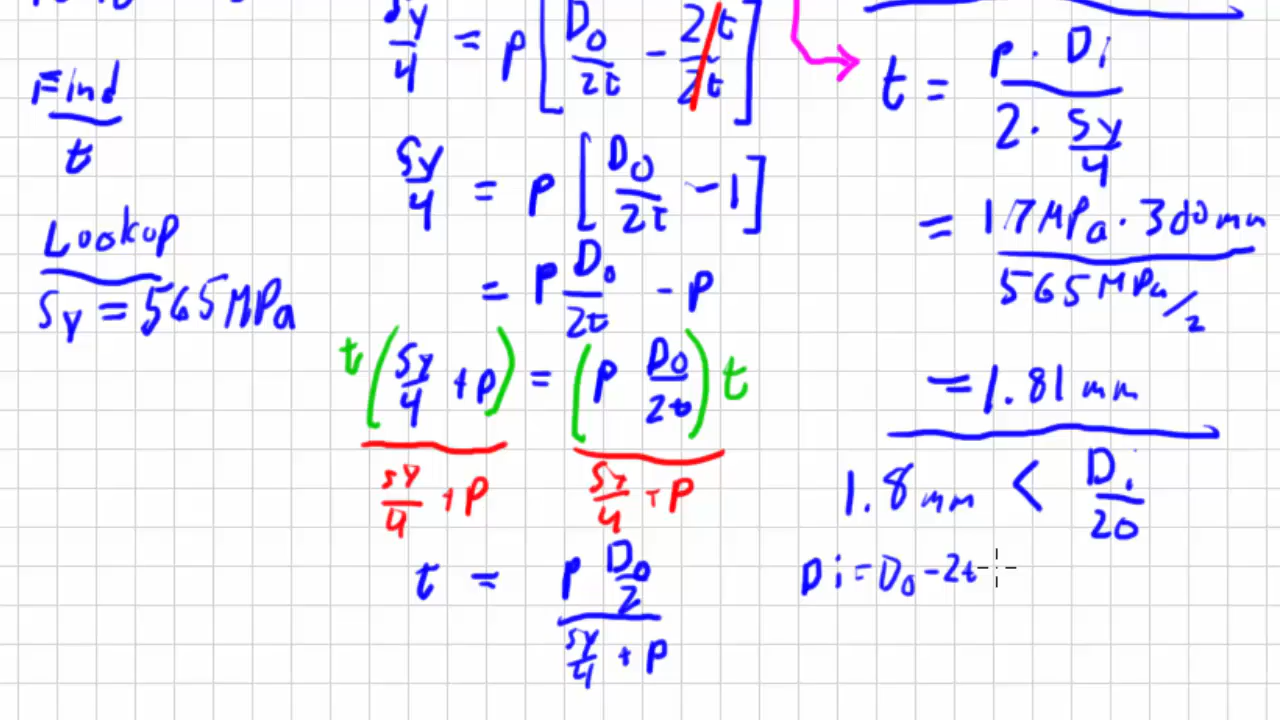 Find
t
Lookup
Sy = 565 MPa
Sy/4 = p [Do/2t - 2t/2t]
Sy/4 = p [Do/2t - 1]
= p Do/2t - p
t (Sy/4 + p) = (p Do/2t) t
Sy/4 + p    Sy/4 + p
t = p Do/2 / (Sy/4 + p)
t = p · Di / (2 · Sy/4)
= 1.7 MPa · 300 mm / (565 MPa/2)
= 1.81 mm
1.8 mm < Di/20
Di = Do - 2t